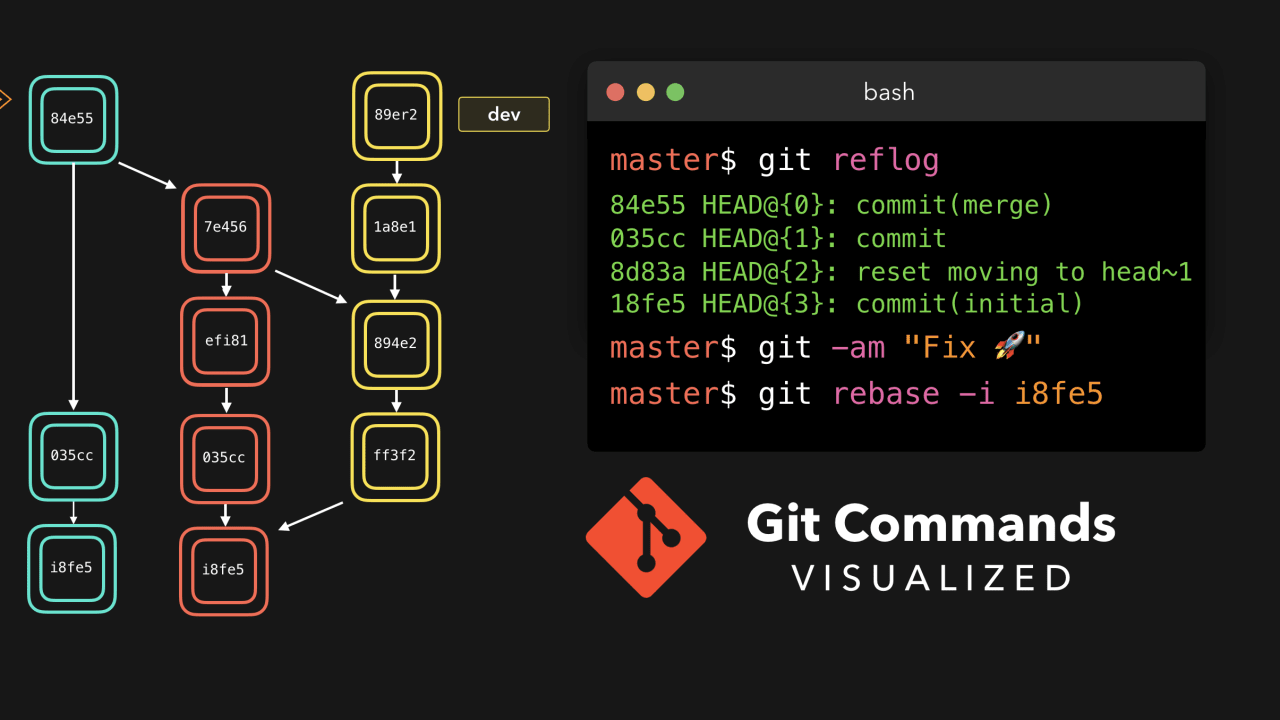 84e55
89er2
dev
7e456
1a8e1
efi81
894e2
035cc
035cc
ff3f2
i8fe5
i8fe5
bash
master$ git reflog
84e55 HEAD@{0}: commit(merge)
035cc HEAD@{1}: commit
8d83a HEAD@{2}: reset moving to head~1
18fe5 HEAD@{3}: commit(initial)
master$ git –am "Fix 🚀"
master$ git rebase –i i8fe5
Git Commands
VISUALIZED